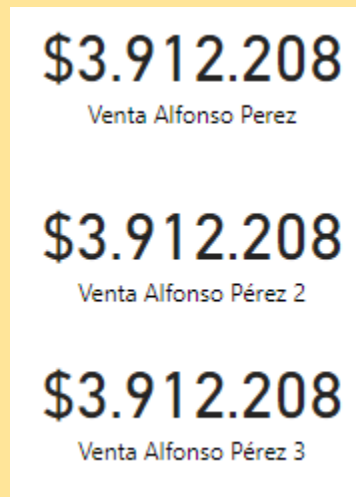 $3.912.208
Venta Alfonso Perez
$3.912.208
Venta Alfonso Pérez 2
$3.912.208
Venta Alfonso Pérez 3